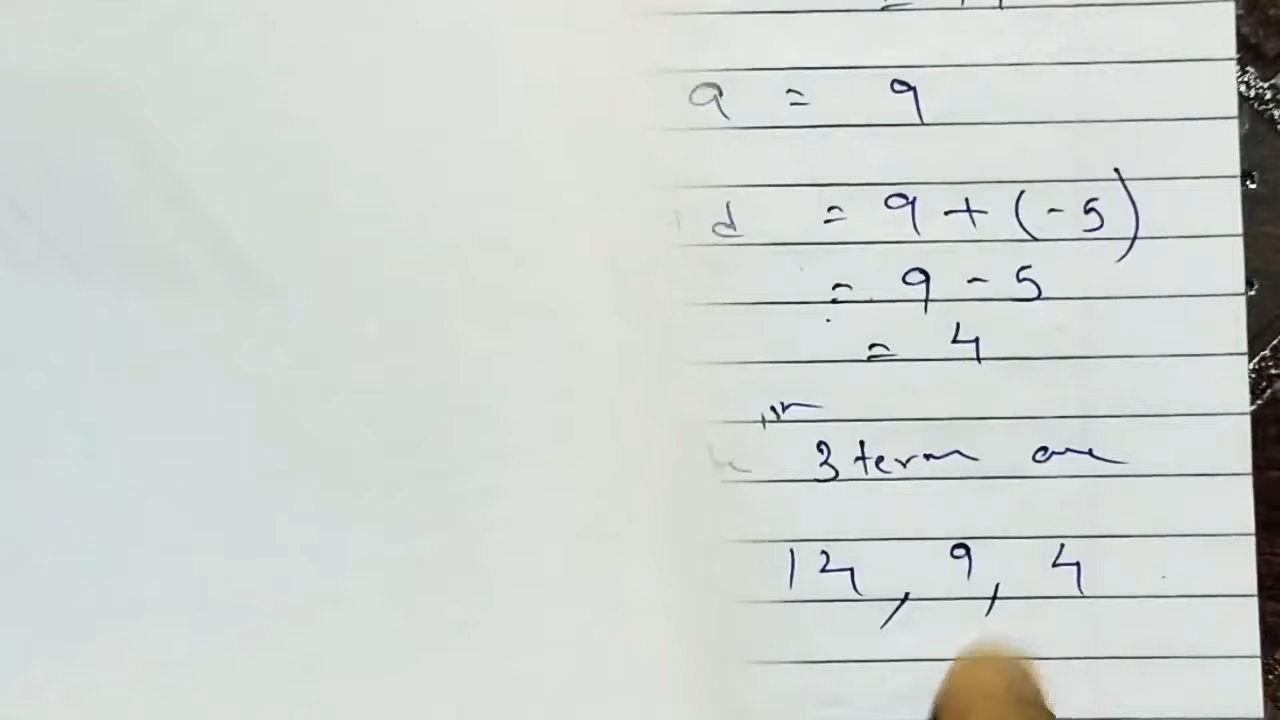 a = 9
d = 9 + (-5)
= 9 - 5
= 4
3 term are
14, 9, 4